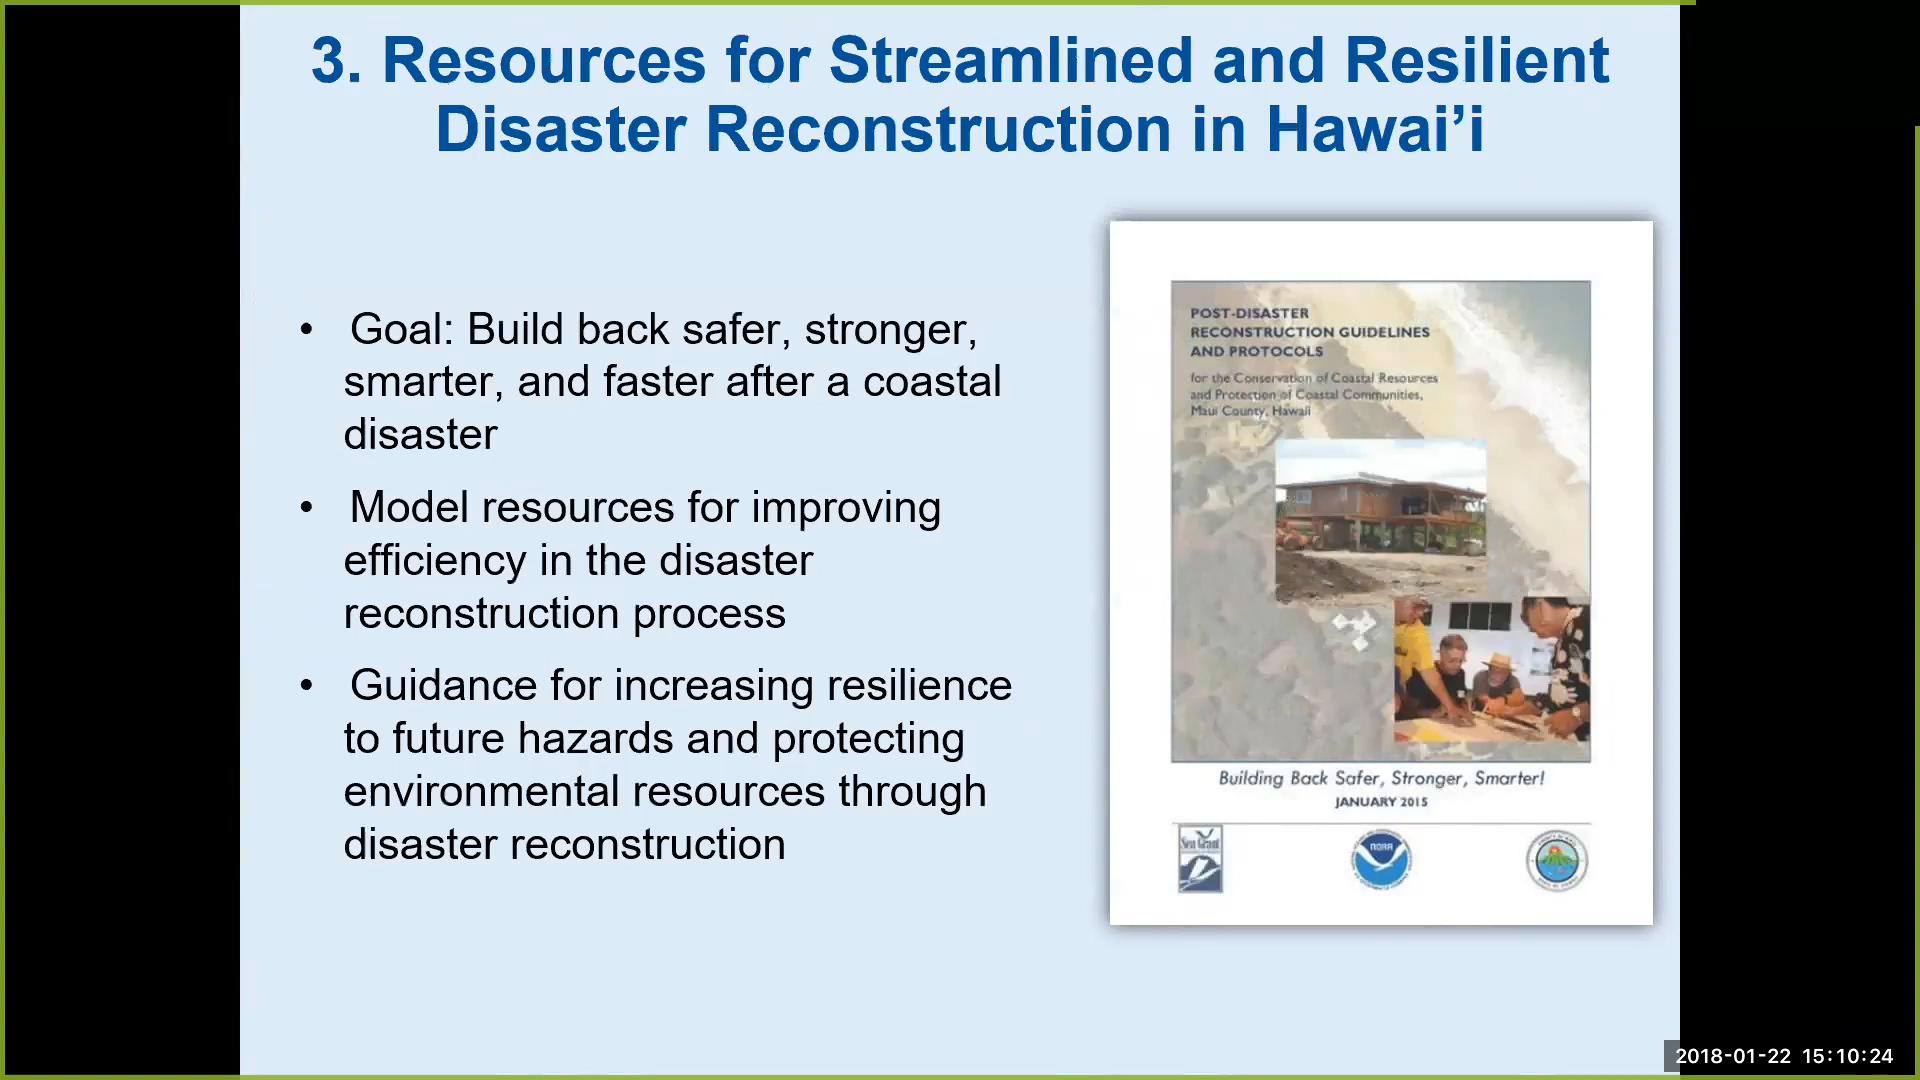 3. Resources for Streamlined and Resilient
Disaster Reconstruction in Hawai’i
• Goal: Build back safer, stronger,
smarter, and faster after a coastal
disaster
• Model resources for improving
efficiency in the disaster
reconstruction process
• Guidance for increasing resilience
to future hazards and protecting
environmental resources through
disaster reconstruction
POST-DISASTER
RECONSTRUCTION GUIDELINES
AND PROTOCOLS
for the Conservation of Coastal Resources
and Protection of Coastal Communities,
Maui County, Hawaii
Building Back Safer, Stronger, Smarter!
JANUARY 2015
Sea Grant
NOAA
2018-01-22 15:10:24